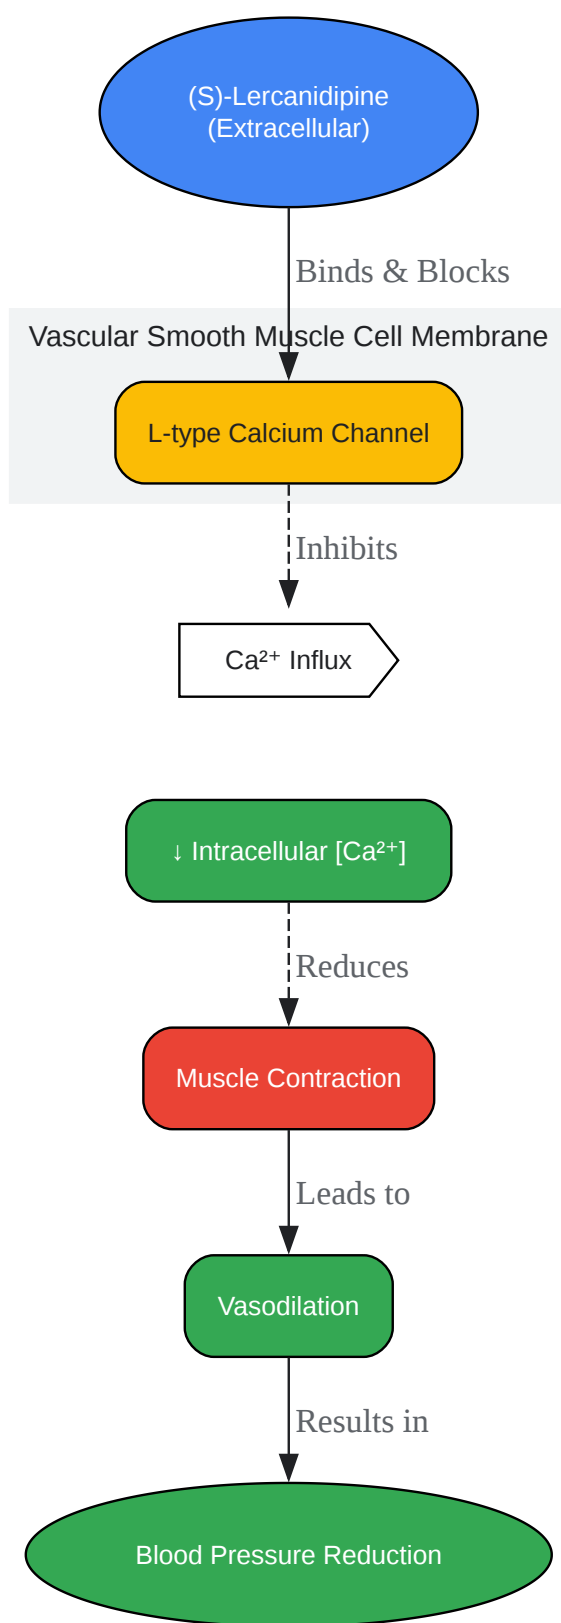 (S)-Lercanidipine
(Extracellular)
Binds & Blocks
Vascular Smooth Muscle Cell Membrane
L-type Calcium Channel
Inhibits
Ca²⁺ Influx
↓ Intracellular [Ca²⁺]
Reduces
Muscle Contraction
Leads to
Vasodilation
Results in
Blood Pressure Reduction